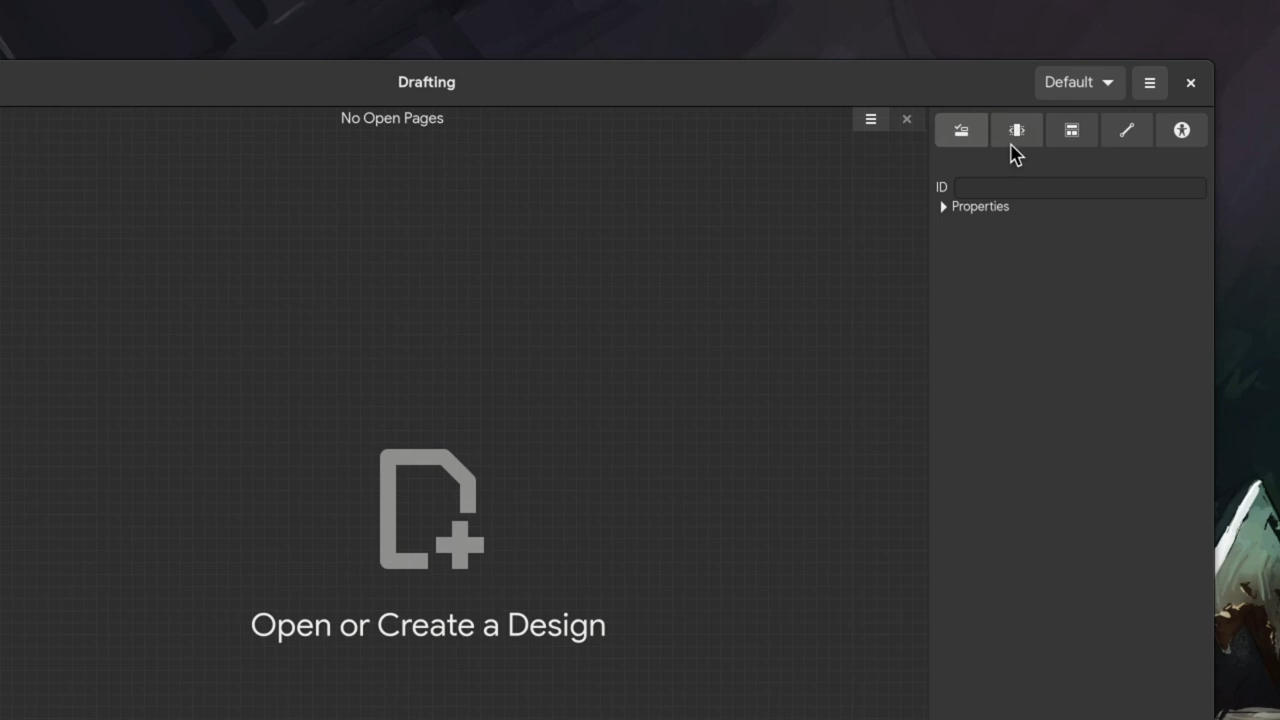 Drafting
Default
No Open Pages
ID
Properties
Open or Create a Design